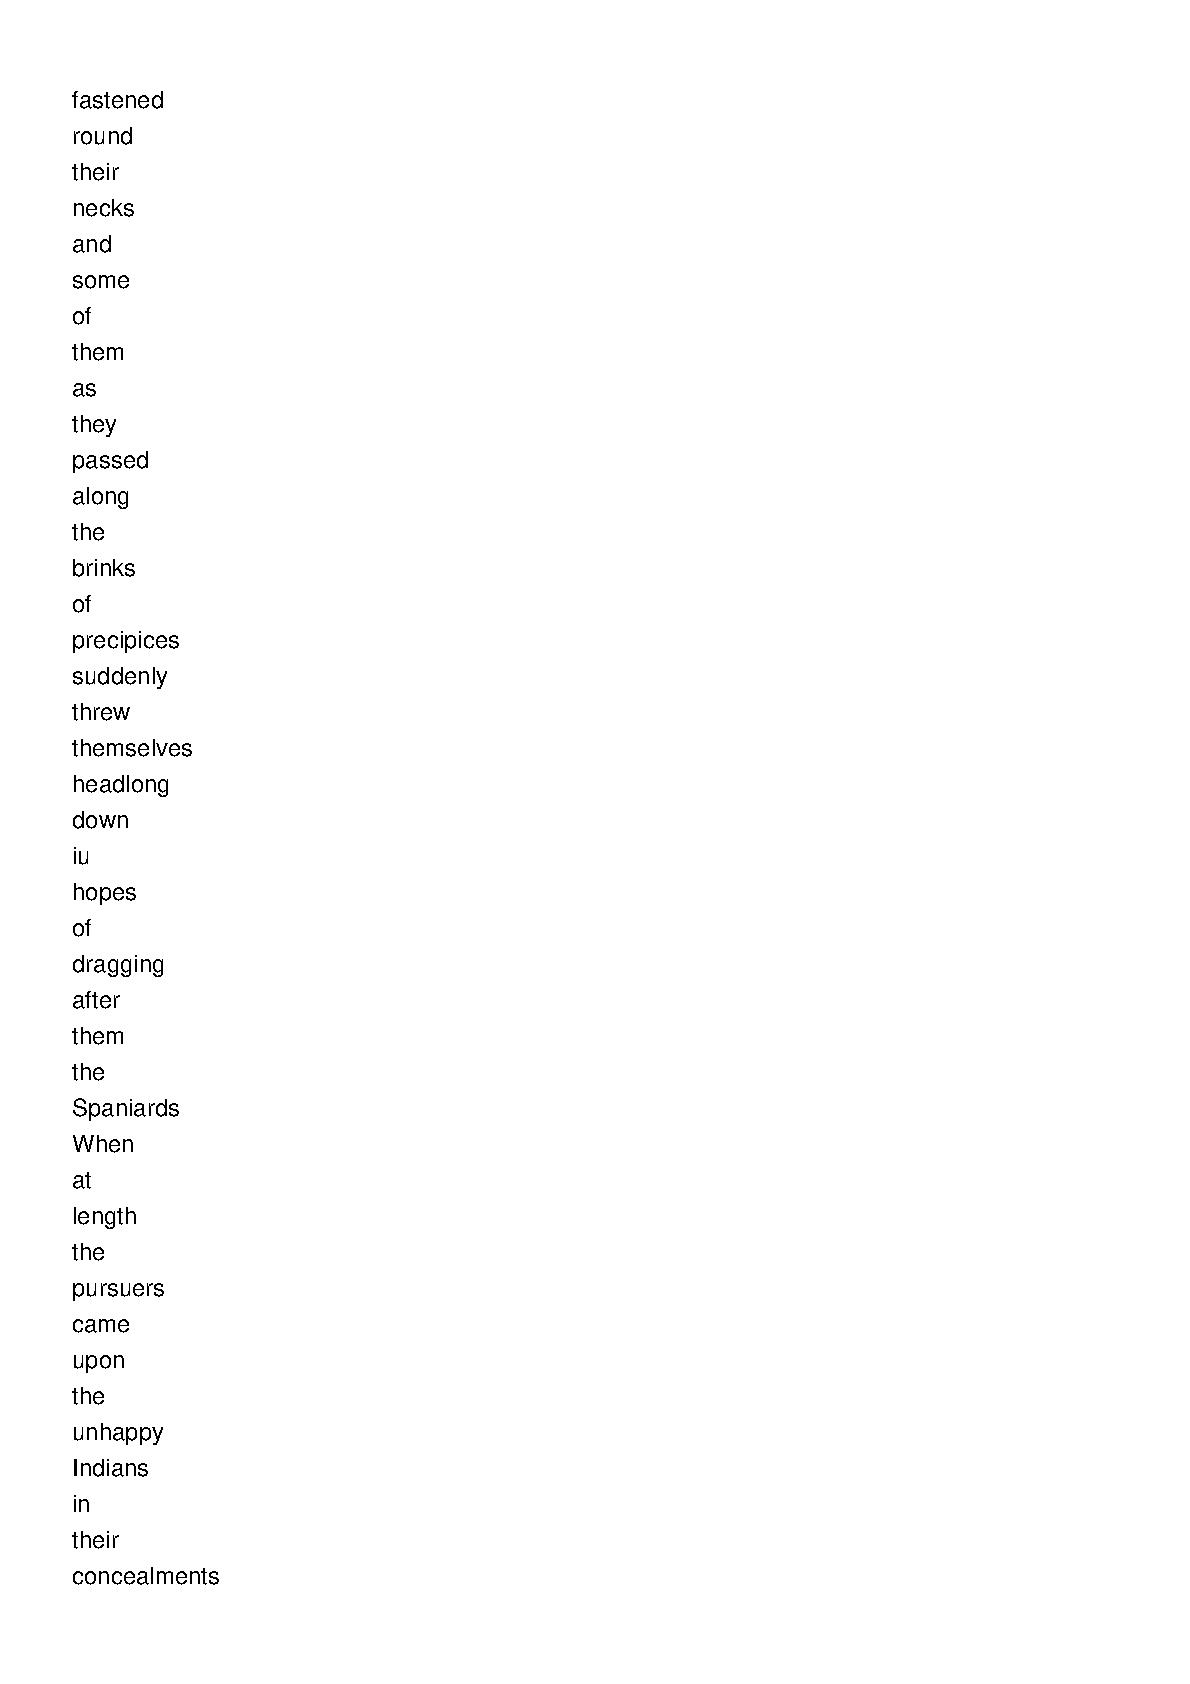 fastened
round
their
necks
and
some
of
them
as
they
passed
along
the
brinks
of
precipices
suddenly
threw
themselves
headlong
down
iu
hopes
of
dragging
after
them
the
Spaniards
When
at
length
the
pursuers
came
upon
the
unhappy
Indians
in
their
concealments